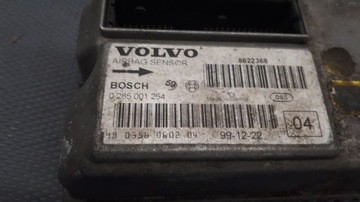 VOLVO
AIRBAG SENSOR
8622368
BOSCH
0 285 001 254
99-12-22
04